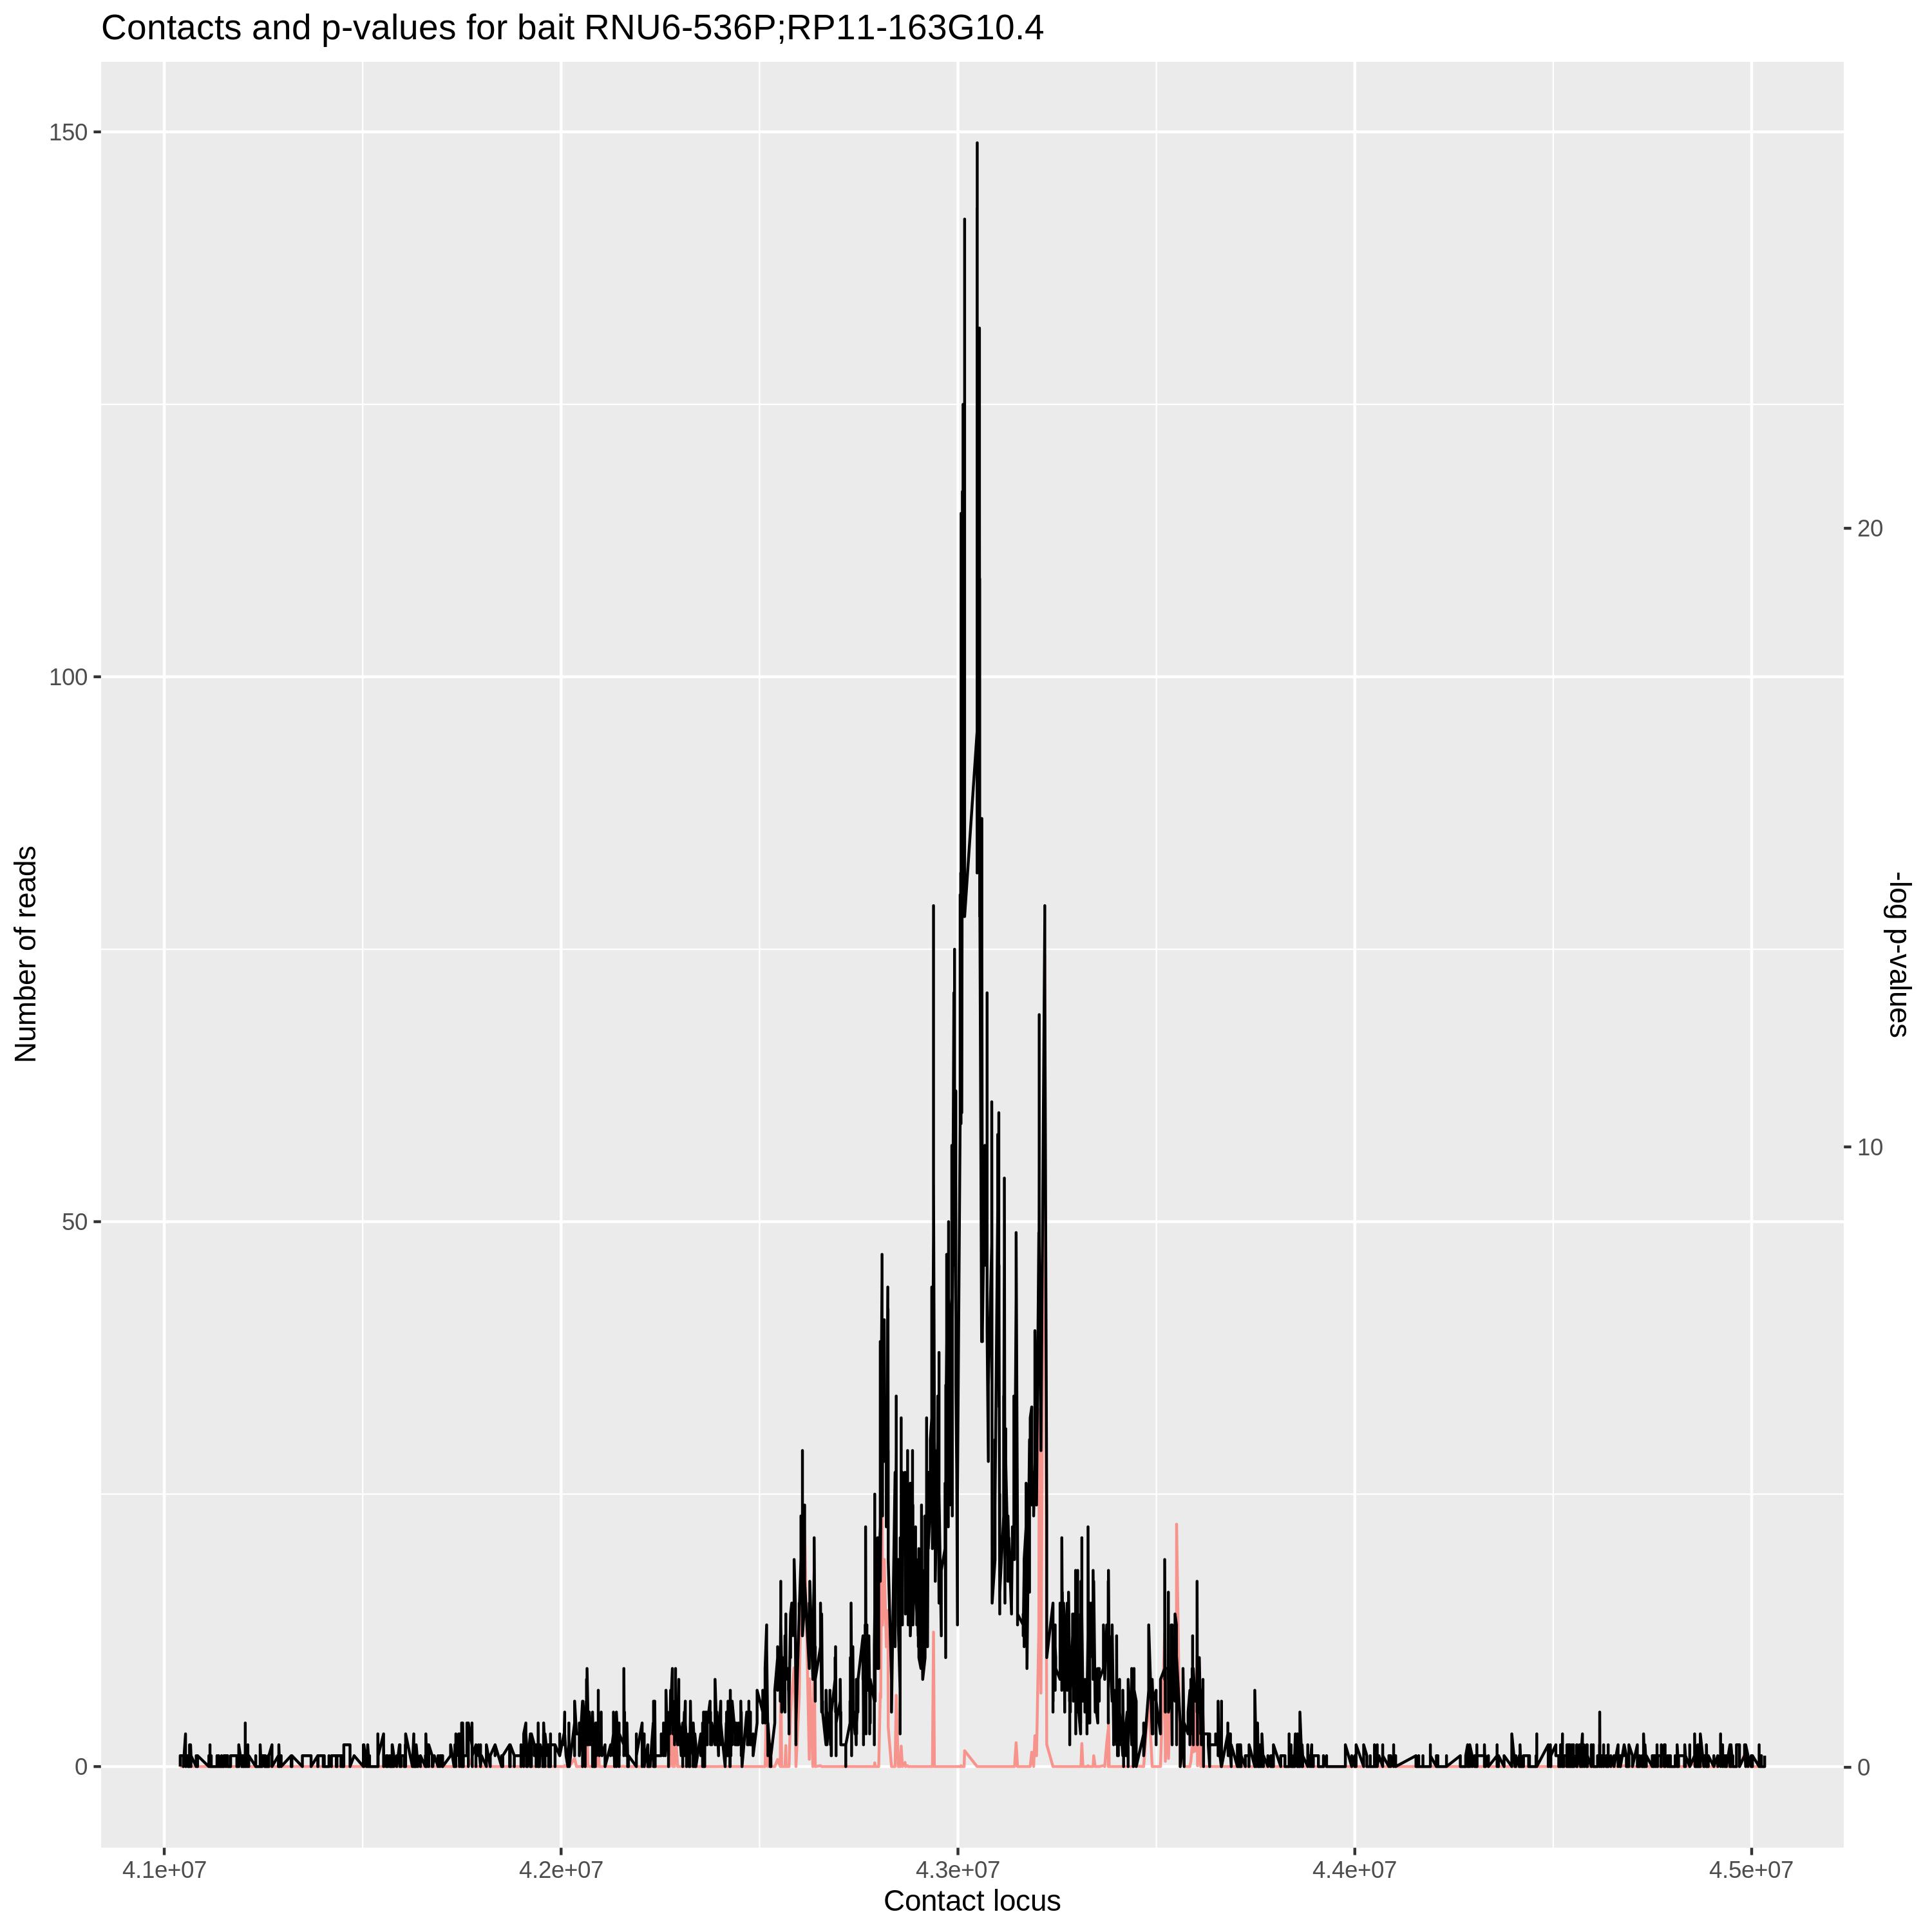 Contacts and p-values for bait RNU6-536P;RP11-163G10.4
150
100
50
0
Number of reads
20
10
0
-log p-values
4.1e+07
4.2e+07
4.3e+07
4.4e+07
4.5e+07
Contact locus